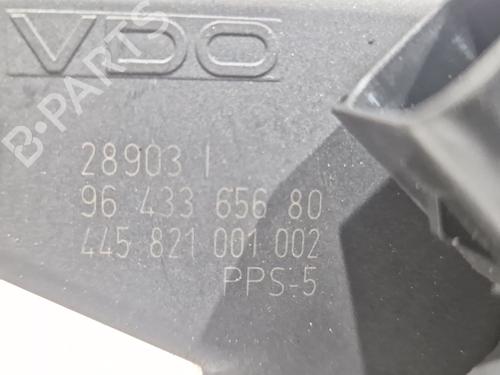 VDO
B-PARTS
28903 I
96 433 656 80
445 821 001 002
PPS-5